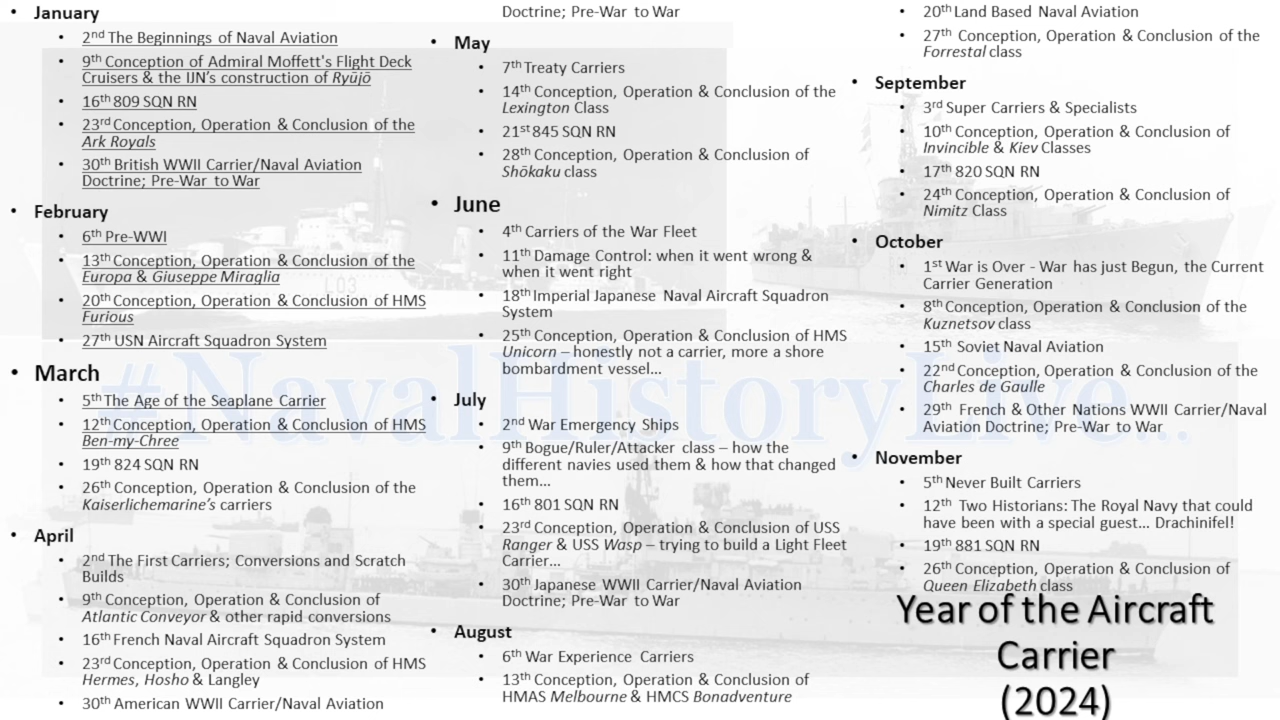 • January
• 2nd The Beginnings of Naval Aviation
• 9th Conception of Admiral Moffett's Flight Deck
Cruisers & the IJN's construction of Ryūjō
• 16th 809 SQN RN
• 23rd Conception, Operation & Conclusion of the
Ark Royals
• 30th British WWII Carrier/Naval Aviation
Doctrine; Pre-War to War
• February
• 6th Pre-WWI
• 13th Conception, Operation & Conclusion of the
Europa & Giuseppe Miraglia
• 20th Conception, Operation & Conclusion of HMS
Furious
• 27th USN Aircraft Squadron System
• March
• 5th The Age of the Seaplane Carrier
• 12th Conception, Operation & Conclusion of HMS
Ben-my-Chree
• 19th 824 SQN RN
• 26th Conception, Operation & Conclusion of the
Kaiserlichemarine's carriers
• April
• 2nd The First Carriers; Conversions and Scratch
Builds
• 9th Conception, Operation & Conclusion of
Atlantic Conveyor & other rapid conversions
• 16th French Naval Aircraft Squadron System
• 23rd Conception, Operation & Conclusion of HMS
Hermes, Hosho & Langley
• 30th American WWII Carrier/Naval Aviation
Doctrine; Pre-War to War
• May
• 7th Treaty Carriers
• 14th Conception, Operation & Conclusion of the
Lexington Class
• 21st 845 SQN RN
• 28th Conception, Operation & Conclusion of
Shōkaku class
• June
• 4th Carriers of the War Fleet
• 11th Damage Control: when it went wrong &
when it went right
• 18th Imperial Japanese Naval Aircraft Squadron
System
• 25th Conception, Operation & Conclusion of HMS
Unicorn – honestly not a carrier, more a shore
bombardment vessel...
• July
• 2nd War Emergency Ships
• 9th Bogue/Ruler/Attacker class – how the
different navies used them & how that changed
them...
• 16th 801 SQN RN
• 23rd Conception, Operation & Conclusion of USS
Ranger & USS Wasp – trying to build a Light Fleet
Carrier...
• 30th Japanese WWII Carrier/Naval Aviation
Doctrine; Pre-War to War
• August
• 6th War Experience Carriers
• 13th Conception, Operation & Conclusion of
HMAS Melbourne & HMCS Bonadventure
• 20th Land Based Naval Aviation
• 27th Conception, Operation & Conclusion of the
Forrestal class
• September
• 3rd Super Carriers & Specialists
• 10th Conception, Operation & Conclusion of
Invincible & Kiev Classes
• 17th 820 SQN RN
• 24th Conception, Operation & Conclusion of
Nimitz Class
• October
• 1st War is Over - War has just Begun, the Current
Carrier Generation
• 8th Conception, Operation & Conclusion of the
Kuznetsov class
• 15th Soviet Naval Aviation
• 22nd Conception, Operation & Conclusion of the
Charles de Gaulle
• 29th French & Other Nations WWII Carrier/Naval
Aviation Doctrine; Pre-War to War
• November
• 5th Never Built Carriers
• 12th Two Historians: The Royal Navy that could
have been with a special guest... Drachinifel!
• 19th 881 SQN RN
• 26th Conception, Operation & Conclusion of
Queen Elizabeth class
Year of the Aircraft
Carrier
(2024)
#NavalHistoryLive...
L03